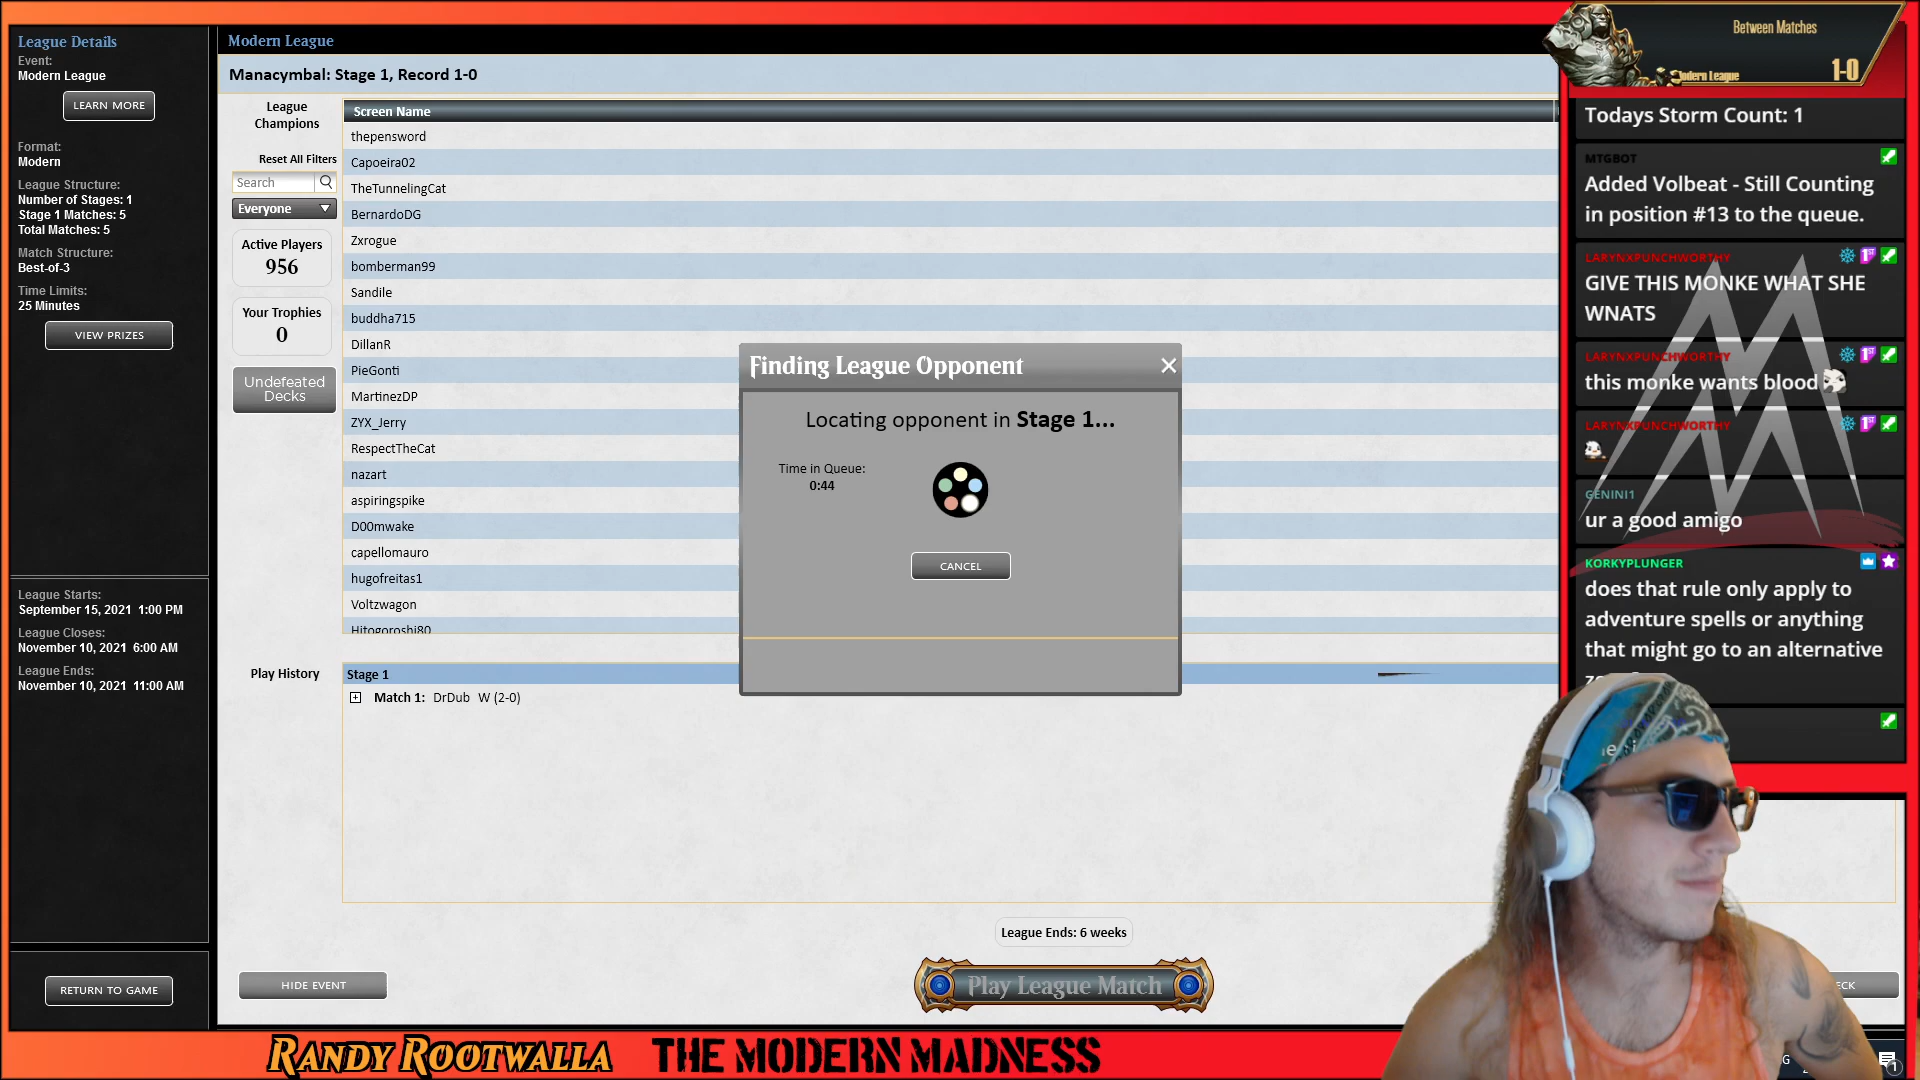 League Details
Event:
Modern League
LEARN MORE
Format:
Modern
League Structure:
Number of Stages: 1
Stage 1 Matches: 5
Total Matches: 5
Match Structure:
Best-of-3
Time Limits:
25 Minutes
VIEW PRIZES
League Starts:
September 15, 2021 1:00 PM
League Closes:
November 10, 2021 6:00 AM
League Ends:
November 10, 2021 11:00 AM
RETURN TO GAME
Modern League
Manacymbal: Stage 1, Record 1-0
League
Champions
Reset All Filters
Search
Everyone
Active Players
956
Your Trophies
0
Undefeated
Decks
Screen Name
thepensword
Capoeira02
TheTunnelingCat
BernardoDG
Zxrogue
bomberman99
Sandile
buddha715
DillanR
PieGonti
MartinezDP
ZYX_Jerry
RespectTheCat
nazart
aspiringspike
D00mwake
capellomauro
hugofreitas1
Voltzwagon
Hitogoroshi80
Finding League Opponent
Locating opponent in Stage 1...
Time in Queue:
0:44
CANCEL
Play History
Stage 1
Match 1: DrDub W (2-0)
League Ends: 6 weeks
HIDE EVENT
Play League Match
Between Matches
Modern League
1-0
Todays Storm Count: 1
MTGBOT
Added Volbeat - Still Counting
in position #13 to the queue.
LARYNXPUNCHWORTHY
GIVE THIS MONKE WHAT SHE
WNATS
LARYNXPUNCHWORTHY
this monke wants blood
LARYNXPUNCHWORTHY
GENINI1
ur a good amigo
KORKYPLUNGER
does that rule only apply to
adventure spells or anything
that might go to an alternative
RANDY ROOTWALLA
THE MODERN MADNESS